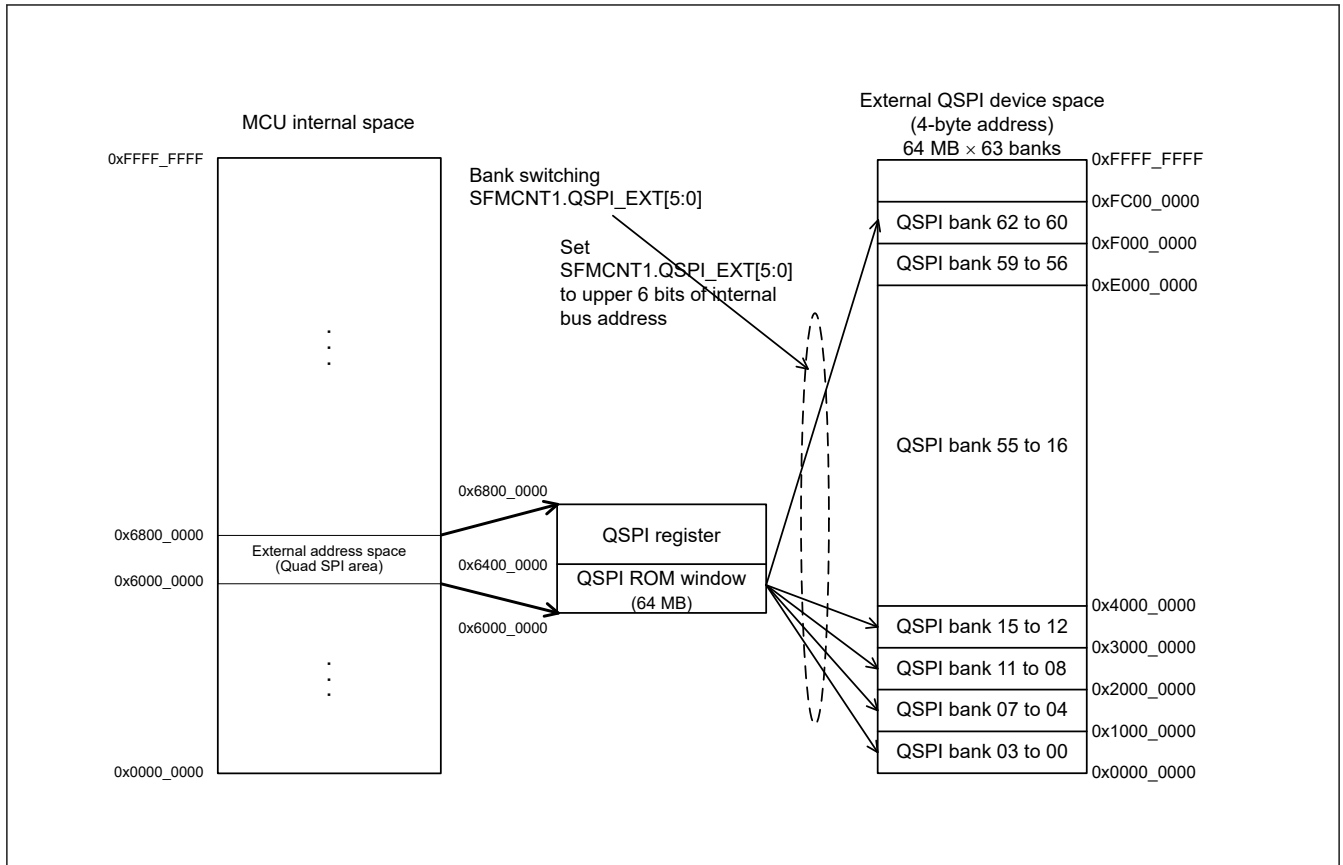 MCU internal space
0xFFFF_FFFF
0x6800_0000
External address space
(Quad SPI area)
0x6000_0000
0x0000_0000
Bank switching
SFMCNT1.QSPI_EXT[5:0]
Set
SFMCNT1.QSPI_EXT[5:0]
to upper 6 bits of internal
bus address
0x6800_0000
QSPI register
0x6400_0000
QSPI ROM window
(64 MB)
0x6000_0000
External QSPI device space
(4-byte address)
64 MB × 63 banks
0xFFFF_FFFF
0xFC00_0000
QSPI bank 62 to 60
0xF000_0000
QSPI bank 59 to 56
0xE000_0000
QSPI bank 55 to 16
0x4000_0000
QSPI bank 15 to 12
0x3000_0000
QSPI bank 11 to 08
0x2000_0000
QSPI bank 07 to 04
0x1000_0000
QSPI bank 03 to 00
0x0000_0000